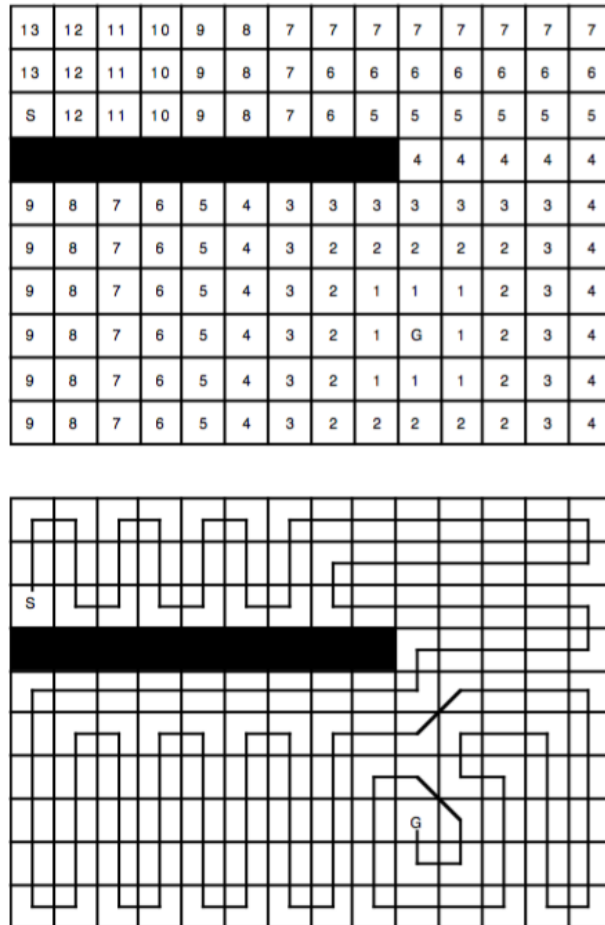 13 12 11 10 9 8 7 7 7 7 7 7 7 7
13 12 11 10 9 8 7 6 6 6 6 6 6 6
S 12 11 10 9 8 7 6 5 5 5 5 5 5
4 4 4 4 4
9 8 7 6 5 4 3 3 3 3 3 3 3 4
9 8 7 6 5 4 3 2 2 2 2 2 3 4
9 8 7 6 5 4 3 2 1 1 1 2 3 4
9 8 7 6 5 4 3 2 1 G 1 2 3 4
9 8 7 6 5 4 3 2 1 1 1 2 3 4
9 8 7 6 5 4 3 2 2 2 2 2 3 4
S
G